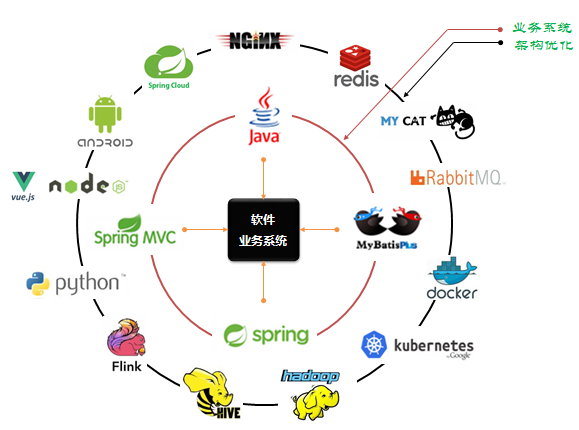 业务系统
架构优化
NGINX
redis
Spring Cloud
MY CAT
ANDROID
Java
RabbitMQ
vue.js
node
JS
Spring MVC
软件
业务系统
MyBatisPlus
python
docker
spring
Flink
kubernetes
by Google
HIVE
hadoop